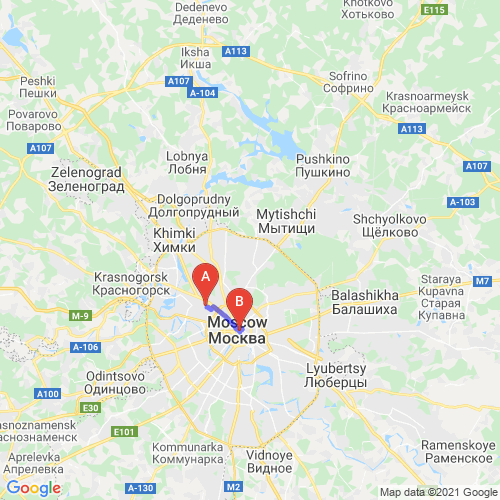 Dedenevo
Деденево
Khotkovo
Хотьково
E115
Iksha
Икша
A113
Peshki
Пешки
A107
A-104
Sofrino
Софрино
Krasnoarmeysk
Красноармейск
Povarovo
Поварово
A113
A107
Lobnya
Лобня
Pushkino
Пушкино
A107
Zelenograd
Зеленоград
Dolgoprudny
Долгопрудный
A-103
Mytishchi
Мытищи
Shchyolkovo
Щёлково
Khimki
Химки
Krasnogorsk
Красногорск
A
B
Staraya
Kupavna
Старая
Купавна
M7
Balashikha
Балашиха
M-9
Moscow
Москва
A-106
Lyubertsy
Люберцы
Odintsovo
Одинцово
A100
E30
asnoznamensk
аснознаменск
E101
Kommunarka
Коммунарка
Vidnoye
Видное
Ramenskoye
Раменское
Aprelevka
Апрелевка
A-130
M2
Google
Map data ©2021 Google